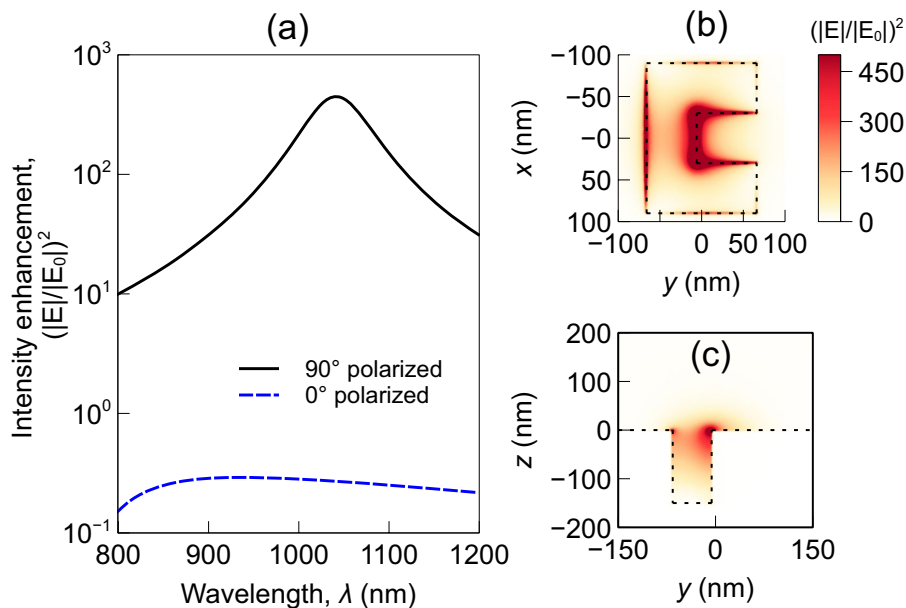 (a)
10³
10²
10¹
10⁰
10⁻¹
Intensity enhancement,
(|E|/|E₀|)²
90° polarized
0° polarized
800 900 1000 1100 1200
Wavelength, λ (nm)
(b)
(|E|/|E₀|)²
−100
−50
−0
50
100
x (nm)
−100 0 50 100
y (nm)
450
300
150
0
(c)
200
100
0
−100
−200
z (nm)
−150 0 150
y (nm)